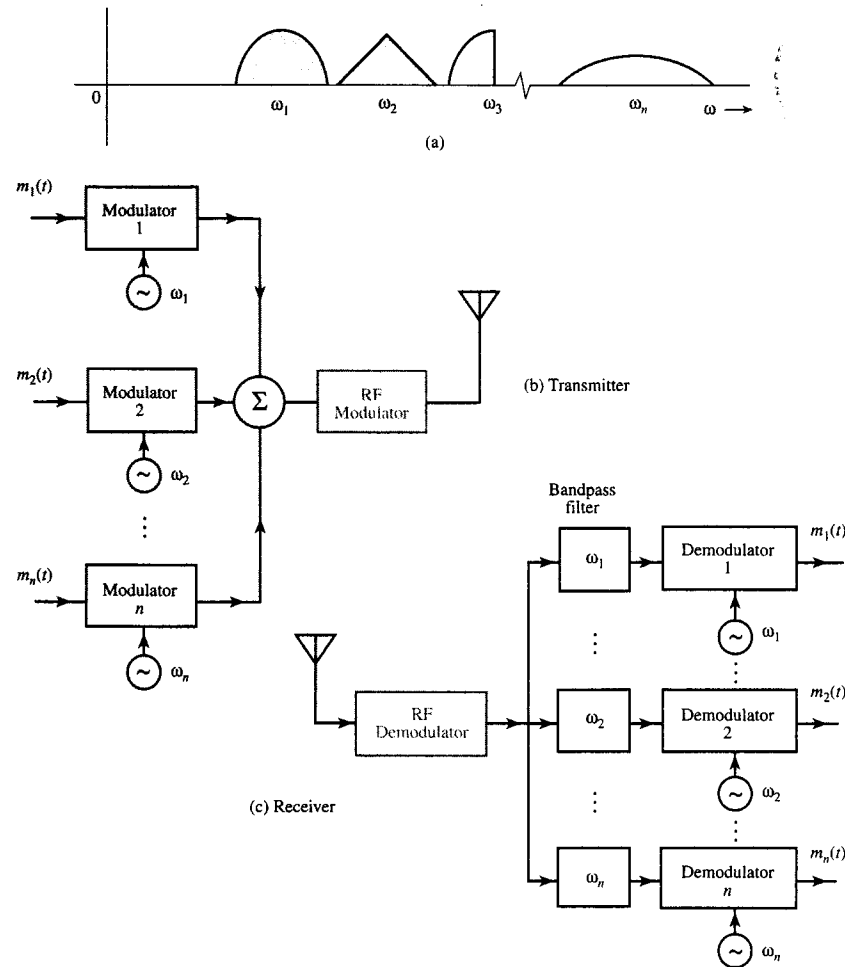 0
ω₁ ω₂ ω₃ ωₙ ω
(a)
m₁(t)
Modulator
1
ω₁
m₂(t)
Modulator
2
Σ
RF
Modulator
(b) Transmitter
ω₂
mₙ(t)
Modulator
n
ωₙ
Bandpass
filter
ω₁
Demodulator
1
m₁(t)
ω₁
RF
Demodulator
ω₂
Demodulator
2
m₂(t)
ω₂
(c) Receiver
ωₙ
Demodulator
n
mₙ(t)
ωₙ